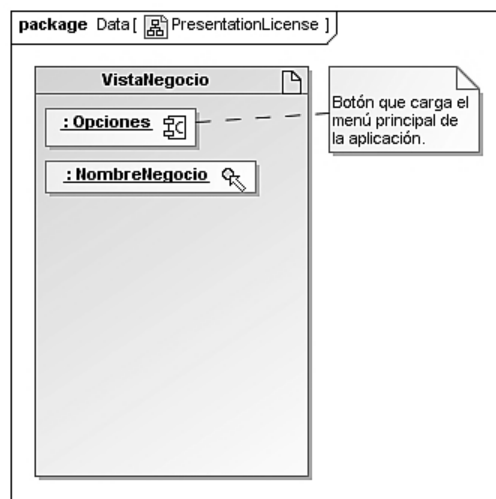 package Data [ PresentationLicense ]
VistaNegocio
: Opciones
: NombreNegocio
Botón que carga el
menú principal de
la aplicación.